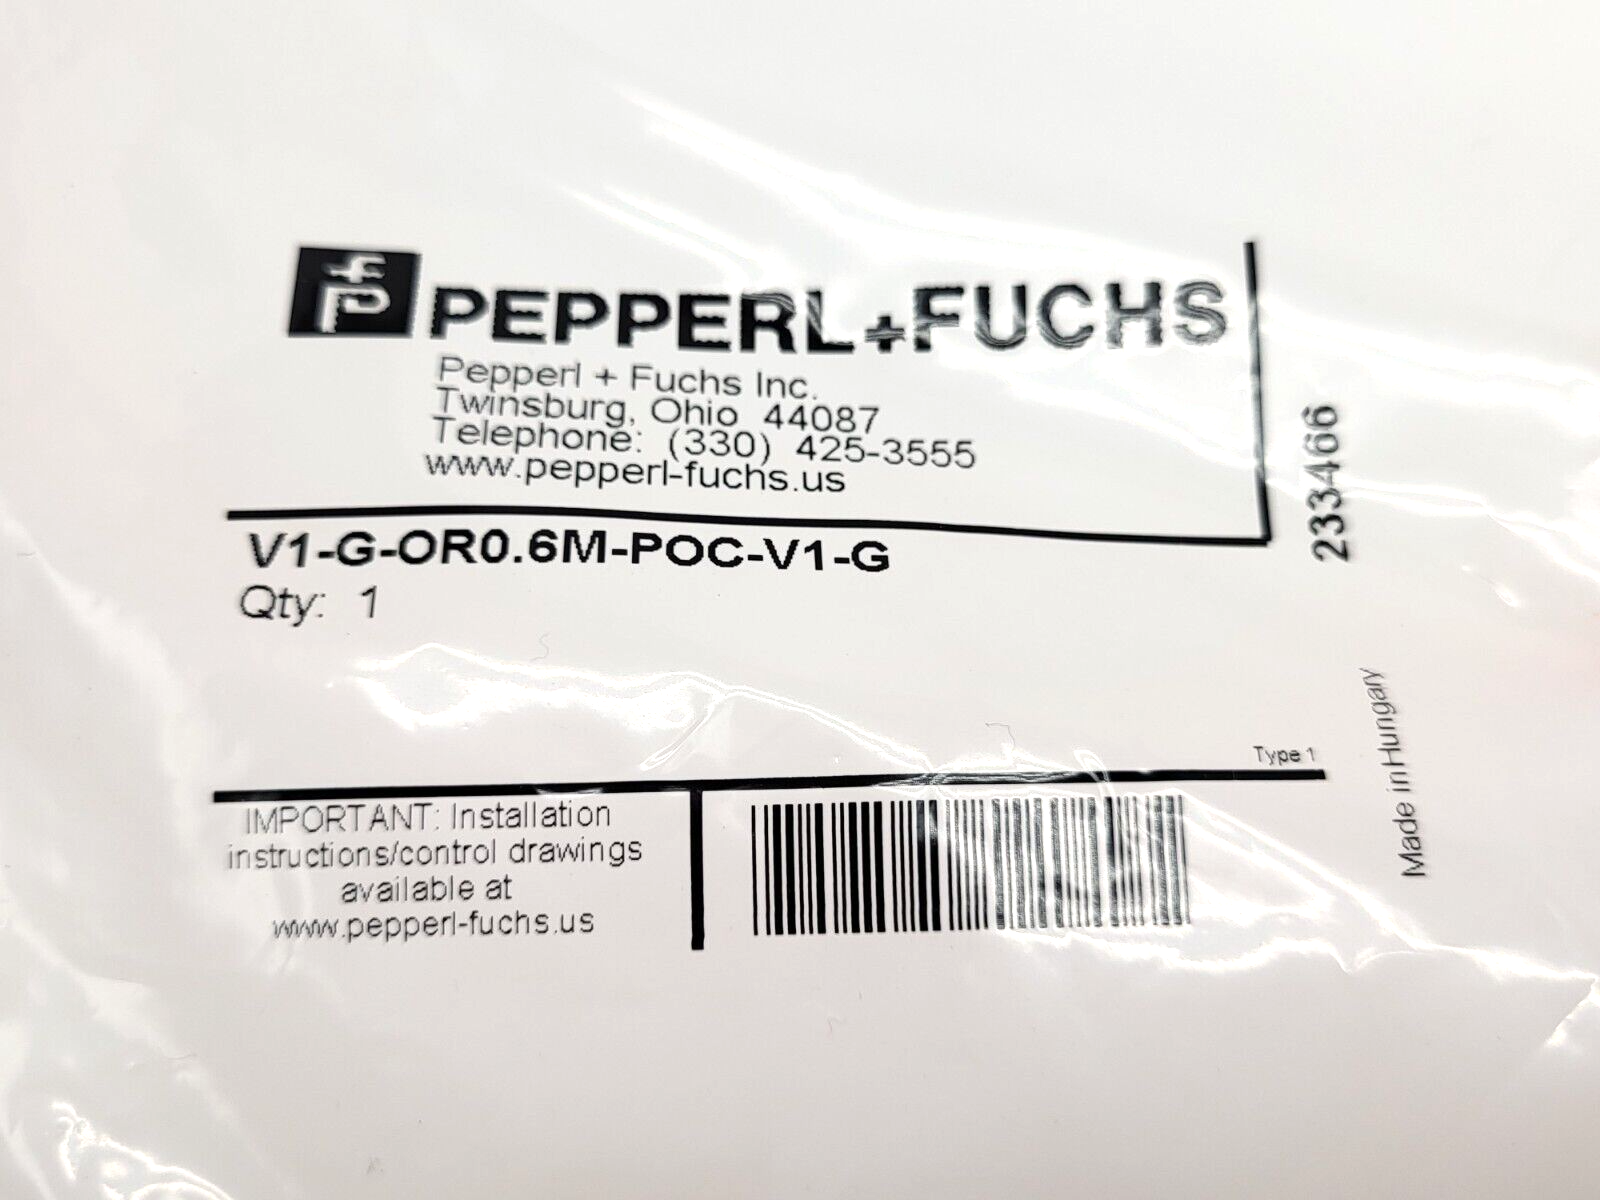 PEPPERL+FUCHS
Pepperl + Fuchs Inc.
Twinsburg, Ohio 44087
Telephone: (330) 425-3555
www.pepperl-fuchs.us
233466
V1-G-OR0.6M-POC-V1-G
Qty: 1
Type 1
Made in Hungary
IMPORTANT: Installation
instructions/control drawings
available at
www.pepperl-fuchs.us